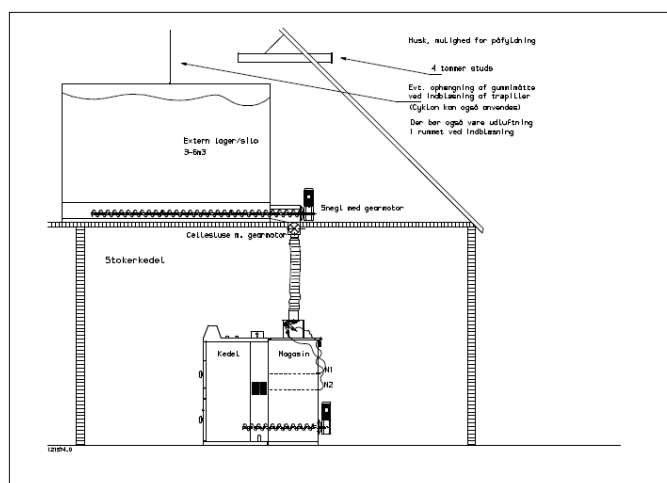 Husk, mulighed for påfyldning
4 tommer studs
Evt. ophængning af gummimåtte
ved indblæsning af træpiller
(Cyklon kan også anvendes)
Der bør også være udluftning
i rummet ved indblæsning
Extern lager/silo
3-6m3
Snegl med gearmotor
Cellesluse m. gearmotor
Stokerkedel
Kedel
Magasin
N1
N2